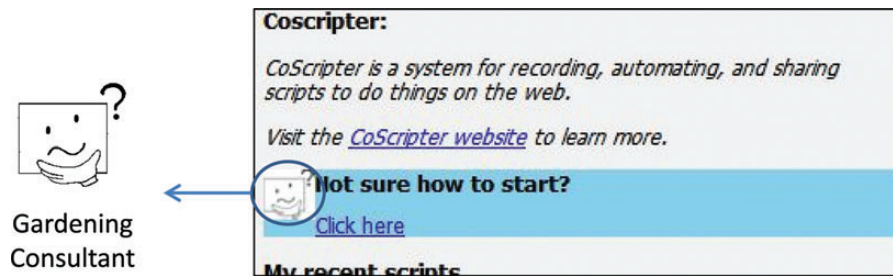 Coscripter:
CoScripter is a system for recording, automating, and sharing
scripts to do things on the web.
Visit the CoScripter website to learn more.
?
?
Not sure how to start?
Click here
Gardening
Consultant
My recent scripts